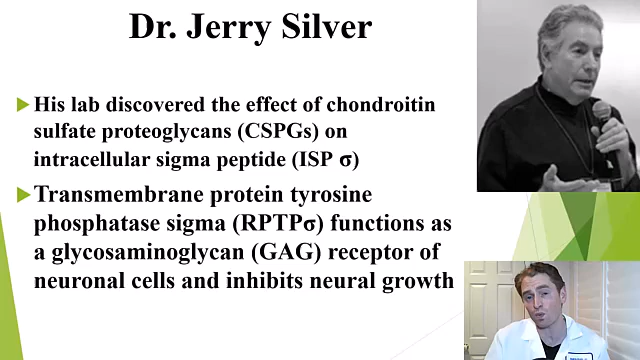 Dr. Jerry Silver
His lab discovered the effect of chondroitin
sulfate proteoglycans (CSPGs) on
intracellular sigma peptide (ISP σ)
Transmembrane protein tyrosine
phosphatase sigma (RPTPσ) functions as
a glycosaminoglycan (GAG) receptor of
neuronal cells and inhibits neural growth